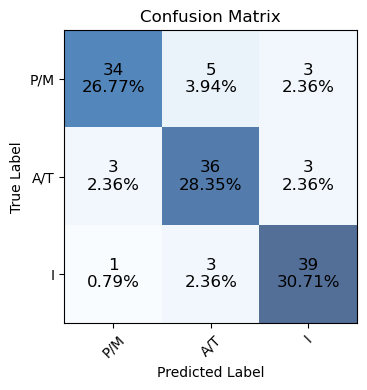 Confusion Matrix
P/M
34
26.77%
5
3.94%
3
2.36%
A/T
3
2.36%
36
28.35%
3
2.36%
I
1
0.79%
3
2.36%
39
30.71%
True Label
P/M
A/T
I
Predicted Label